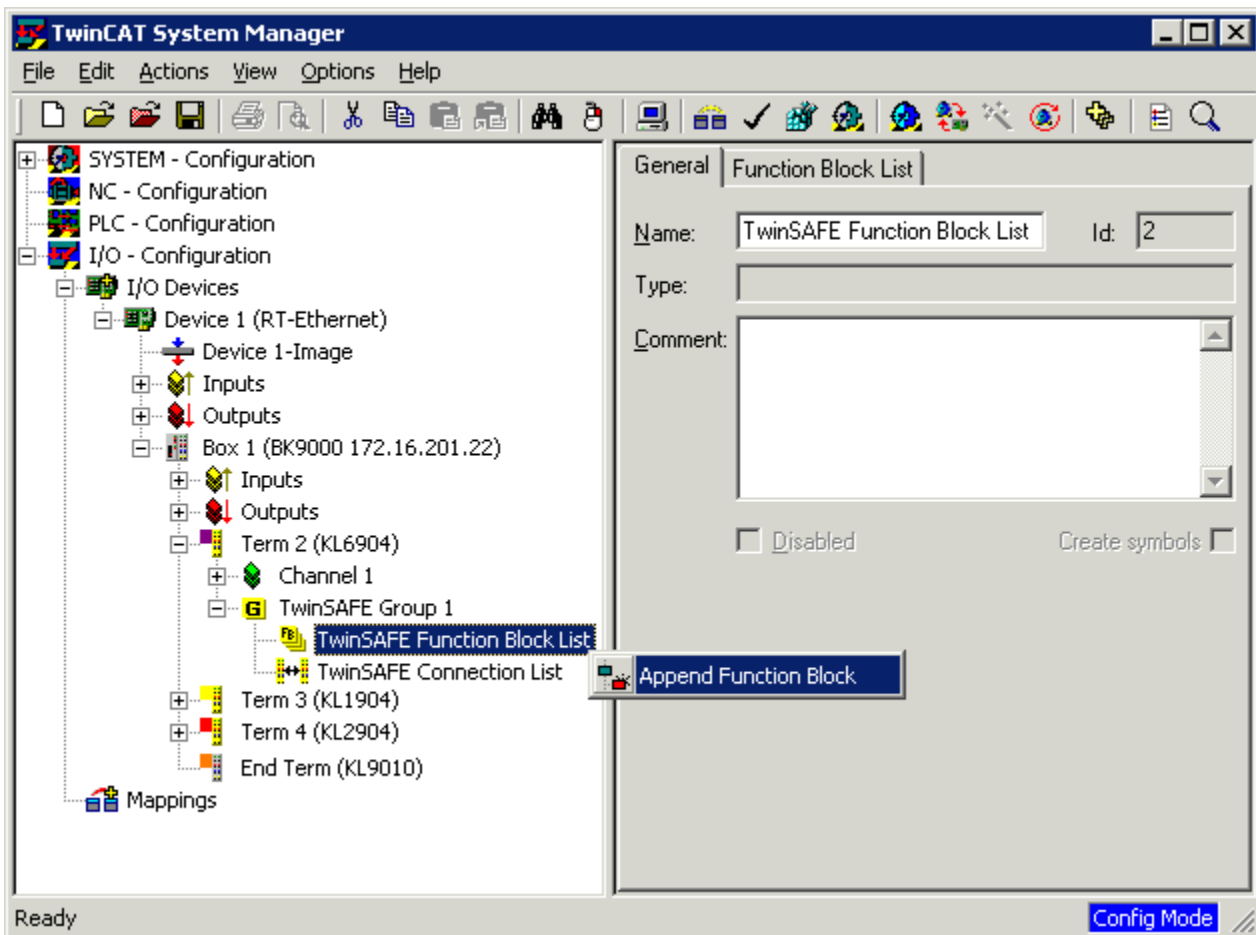 TwinCAT System Manager
File Edit Actions View Options Help
SYSTEM - Configuration
NC - Configuration
PLC - Configuration
I/O - Configuration
I/O Devices
Device 1 (RT-Ethernet)
Device 1-Image
Inputs
Outputs
Box 1 (BK9000 172.16.201.22)
Inputs
Outputs
Term 2 (KL6904)
Channel 1
G TwinSAFE Group 1
FB TwinSAFE Function Block List
TwinSAFE Connection List
Term 3 (KL1904)
Term 4 (KL2904)
End Term (KL9010)
Mappings
General Function Block List
Name: TwinSAFE Function Block List Id: 2
Type:
Comment:
Disabled Create symbols
Append Function Block
Ready Config Mode